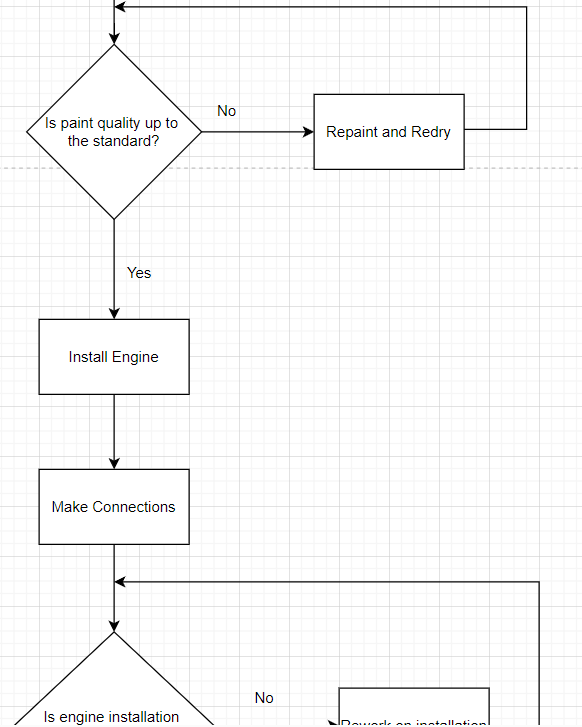 Is paint quality up to
the standard?
No
Repaint and Redry
Yes
Install Engine
Make Connections
No
Is engine installation
Rework on installation